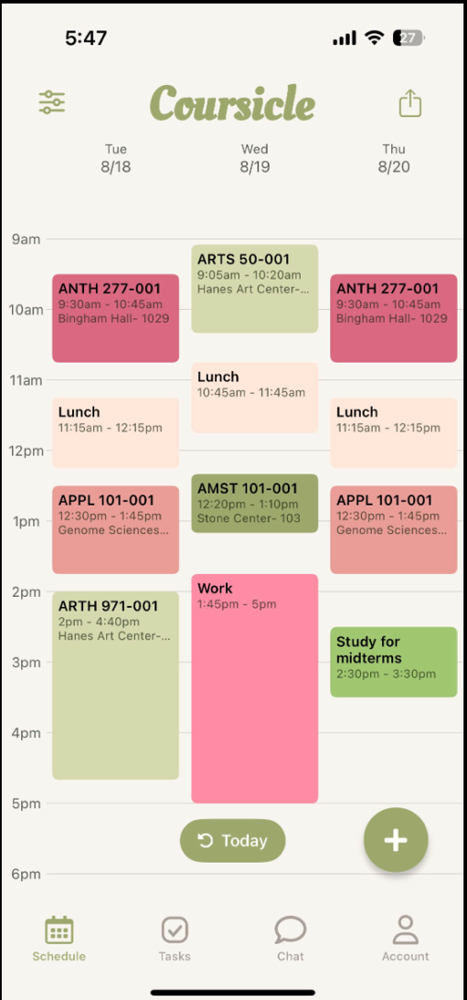 5:47
27
Coursicle
Tue
8/18
Wed
8/19
Thu
8/20
9am
10am
11am
12pm
1pm
2pm
3pm
4pm
5pm
6pm
ANTH 277-001
9:30am - 10:45am
Bingham Hall- 1029
Lunch
11:15am - 12:15pm
APPL 101-001
12:30pm - 1:45pm
Genome Sciences...
ARTH 971-001
2pm - 4:40pm
Hanes Art Center-...
ARTS 50-001
9:05am - 10:20am
Hanes Art Center-...
Lunch
10:45am - 11:45am
AMST 101-001
12:20pm - 1:10pm
Stone Center- 103
Work
1:45pm - 5pm
ANTH 277-001
9:30am - 10:45am
Bingham Hall- 1029
Lunch
11:15am - 12:15pm
APPL 101-001
12:30pm - 1:45pm
Genome Sciences...
Study for
midterms
2:30pm - 3:30pm
Today
Schedule
Tasks
Chat
Account